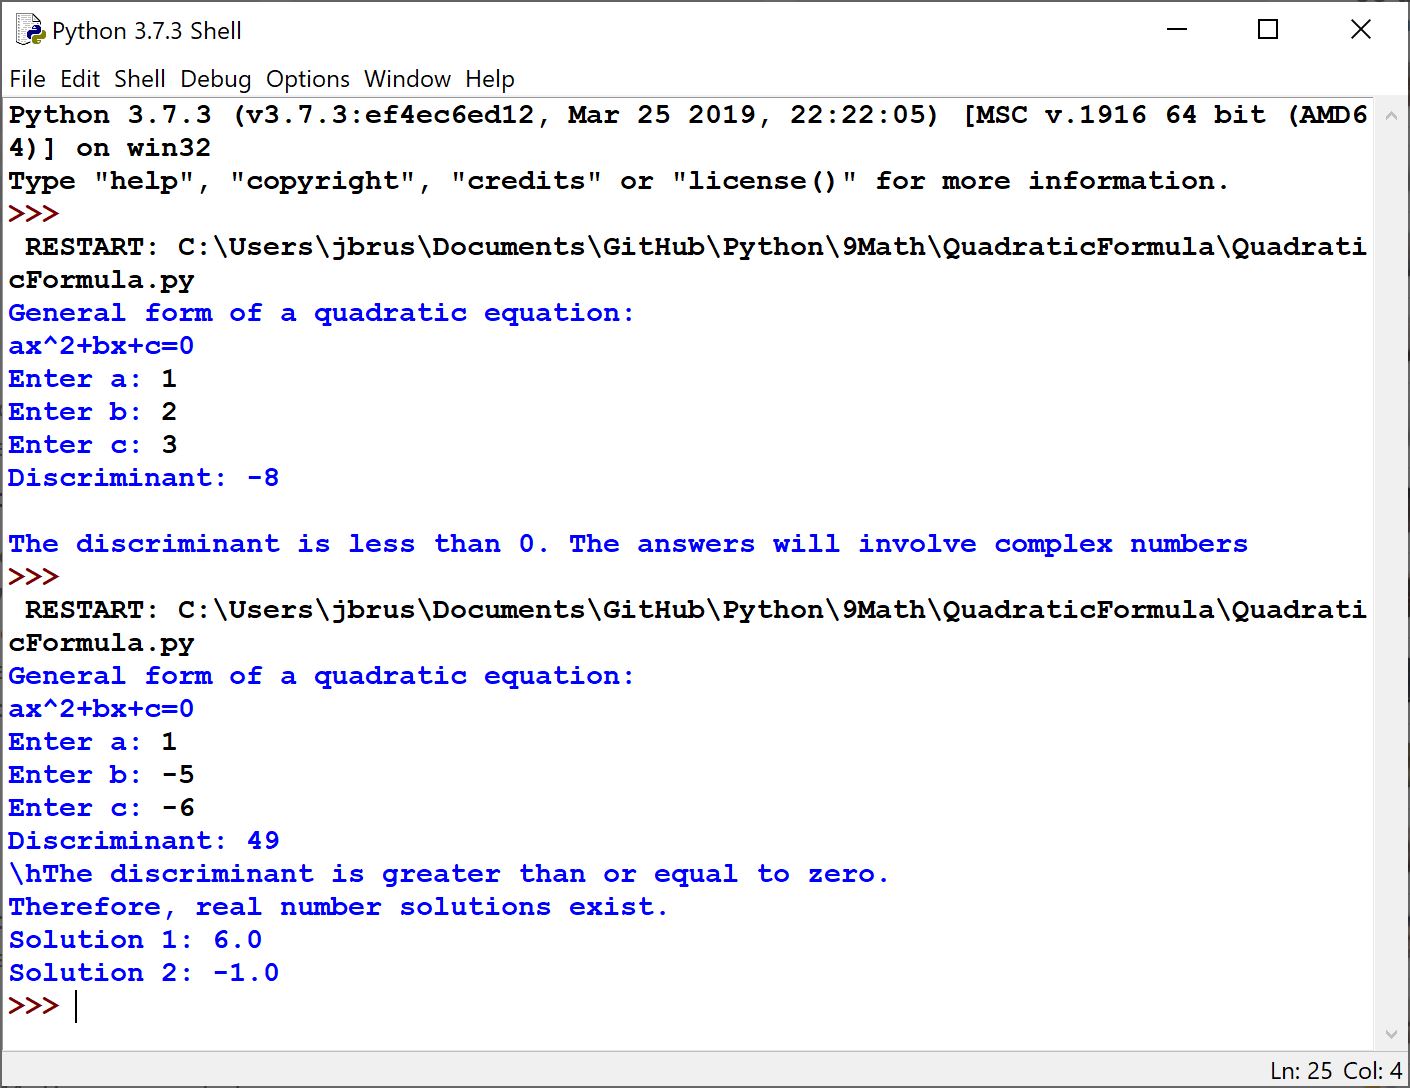 Python 3.7.3 Shell
File Edit Shell Debug Options Window Help
Python 3.7.3 (v3.7.3:ef4ec6ed12, Mar 25 2019, 22:22:05) [MSC v.1916 64 bit (AMD6
4)] on win32
Type "help", "copyright", "credits" or "license()" for more information.
>>>
 RESTART: C:\Users\jbrus\Documents\GitHub\Python\9Math\QuadraticFormula\Quadrati
cFormula.py
General form of a quadratic equation:
ax^2+bx+c=0
Enter a: 1
Enter b: 2
Enter c: 3
Discriminant: -8

The discriminant is less than 0. The answers will involve complex numbers
>>>
 RESTART: C:\Users\jbrus\Documents\GitHub\Python\9Math\QuadraticFormula\Quadrati
cFormula.py
General form of a quadratic equation:
ax^2+bx+c=0
Enter a: 1
Enter b: -5
Enter c: -6
Discriminant: 49
\hThe discriminant is greater than or equal to zero.
Therefore, real number solutions exist.
Solution 1: 6.0
Solution 2: -1.0
>>>
Ln: 25 Col: 4